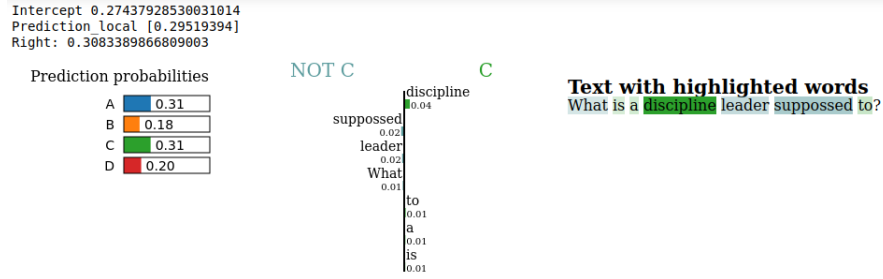 Intercept 0.27437928530031014
Prediction_local [0.29519394]
Right: 0.3083389866809003
Prediction probabilities
A 0.31
B 0.18
C 0.31
D 0.20
NOT C
C
discipline
0.04
suppossed
0.02
leader
0.02
What
0.01
to
0.01
a
0.01
is
0.01
Text with highlighted words
What is a discipline leader suppossed to?